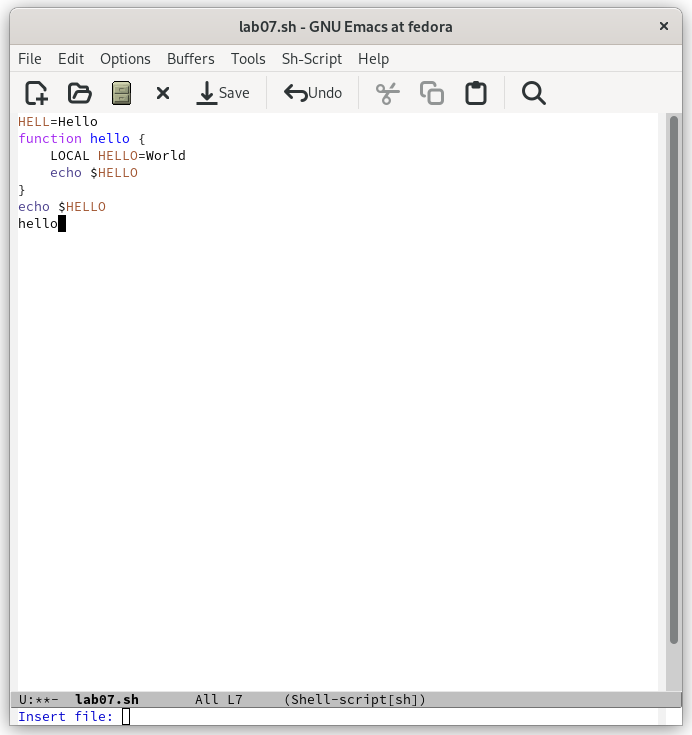 lab07.sh - GNU Emacs at fedora ×
File Edit Options Buffers Tools Sh-Script Help
Save Undo
HELL=Hello
function hello {
    LOCAL HELLO=World
    echo $HELLO
}
echo $HELLO
hello
U:**-  lab07.sh       All L7     (Shell-script[sh])
Insert file: